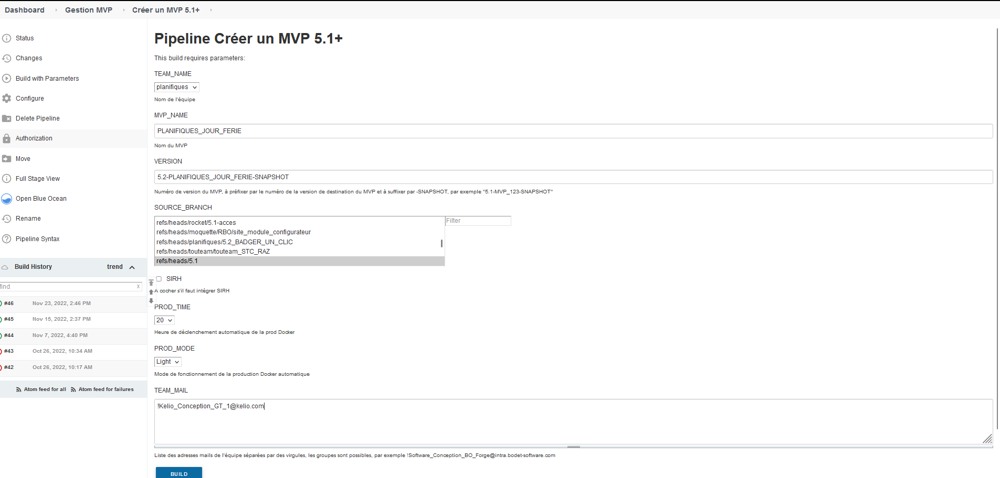 Dashboard Gestion MVP Créer un MVP 5.1+
Status
Changes
Build with Parameters
Configure
Delete Pipeline
Authorization
Move
Full Stage View
Open Blue Ocean
Rename
Pipeline Syntax
Build History trend
find X
#46 Nov 23, 2022, 2:46 PM
#45 Nov 15, 2022, 2:37 PM
#44 Nov 7, 2022, 4:40 PM
#43 Oct 26, 2022, 10:34 AM
#42 Oct 26, 2022, 10:17 AM
Atom feed for all Atom feed for failures
Pipeline Créer un MVP 5.1+
This build requires parameters:
TEAM_NAME
planifiques
Nom de l'équipe
MVP_NAME
PLANIFIQUES_JOUR_FERIE
Nom du MVP
VERSION
5.2-PLANIFIQUES_JOUR_FERIE-SNAPSHOT
Numéro de version du MVP, à préfixer par le numéro de la version de destination du MVP et à suffixer par -SNAPSHOT, par exemple "5.1-MVP_123-SNAPSHOT"
SOURCE_BRANCH
refs/heads/rocket/5.1-acces Filter
refs/heads/moquette/RBO/site_module_configurateur
refs/heads/planifiques/5.2_BADGER_UN_CLIC
refs/heads/touteam/touteam_STC_RAZ
refs/heads/5.1
SIRH
A cocher s'il faut intégrer SIRH
PROD_TIME
20
Heure de déclenchement automatique de la prod Docker
PROD_MODE
Light
Mode de fonctionnement de la production Docker automatique
TEAM_MAIL
!Kelio_Conception_GT_1@kelio.com
Liste des adresses mails de l'équipe séparées par des virgules, les groupes sont possibles, par exemple !Software_Conception_BO_Forge@intra.bodet-software.com
BUILD